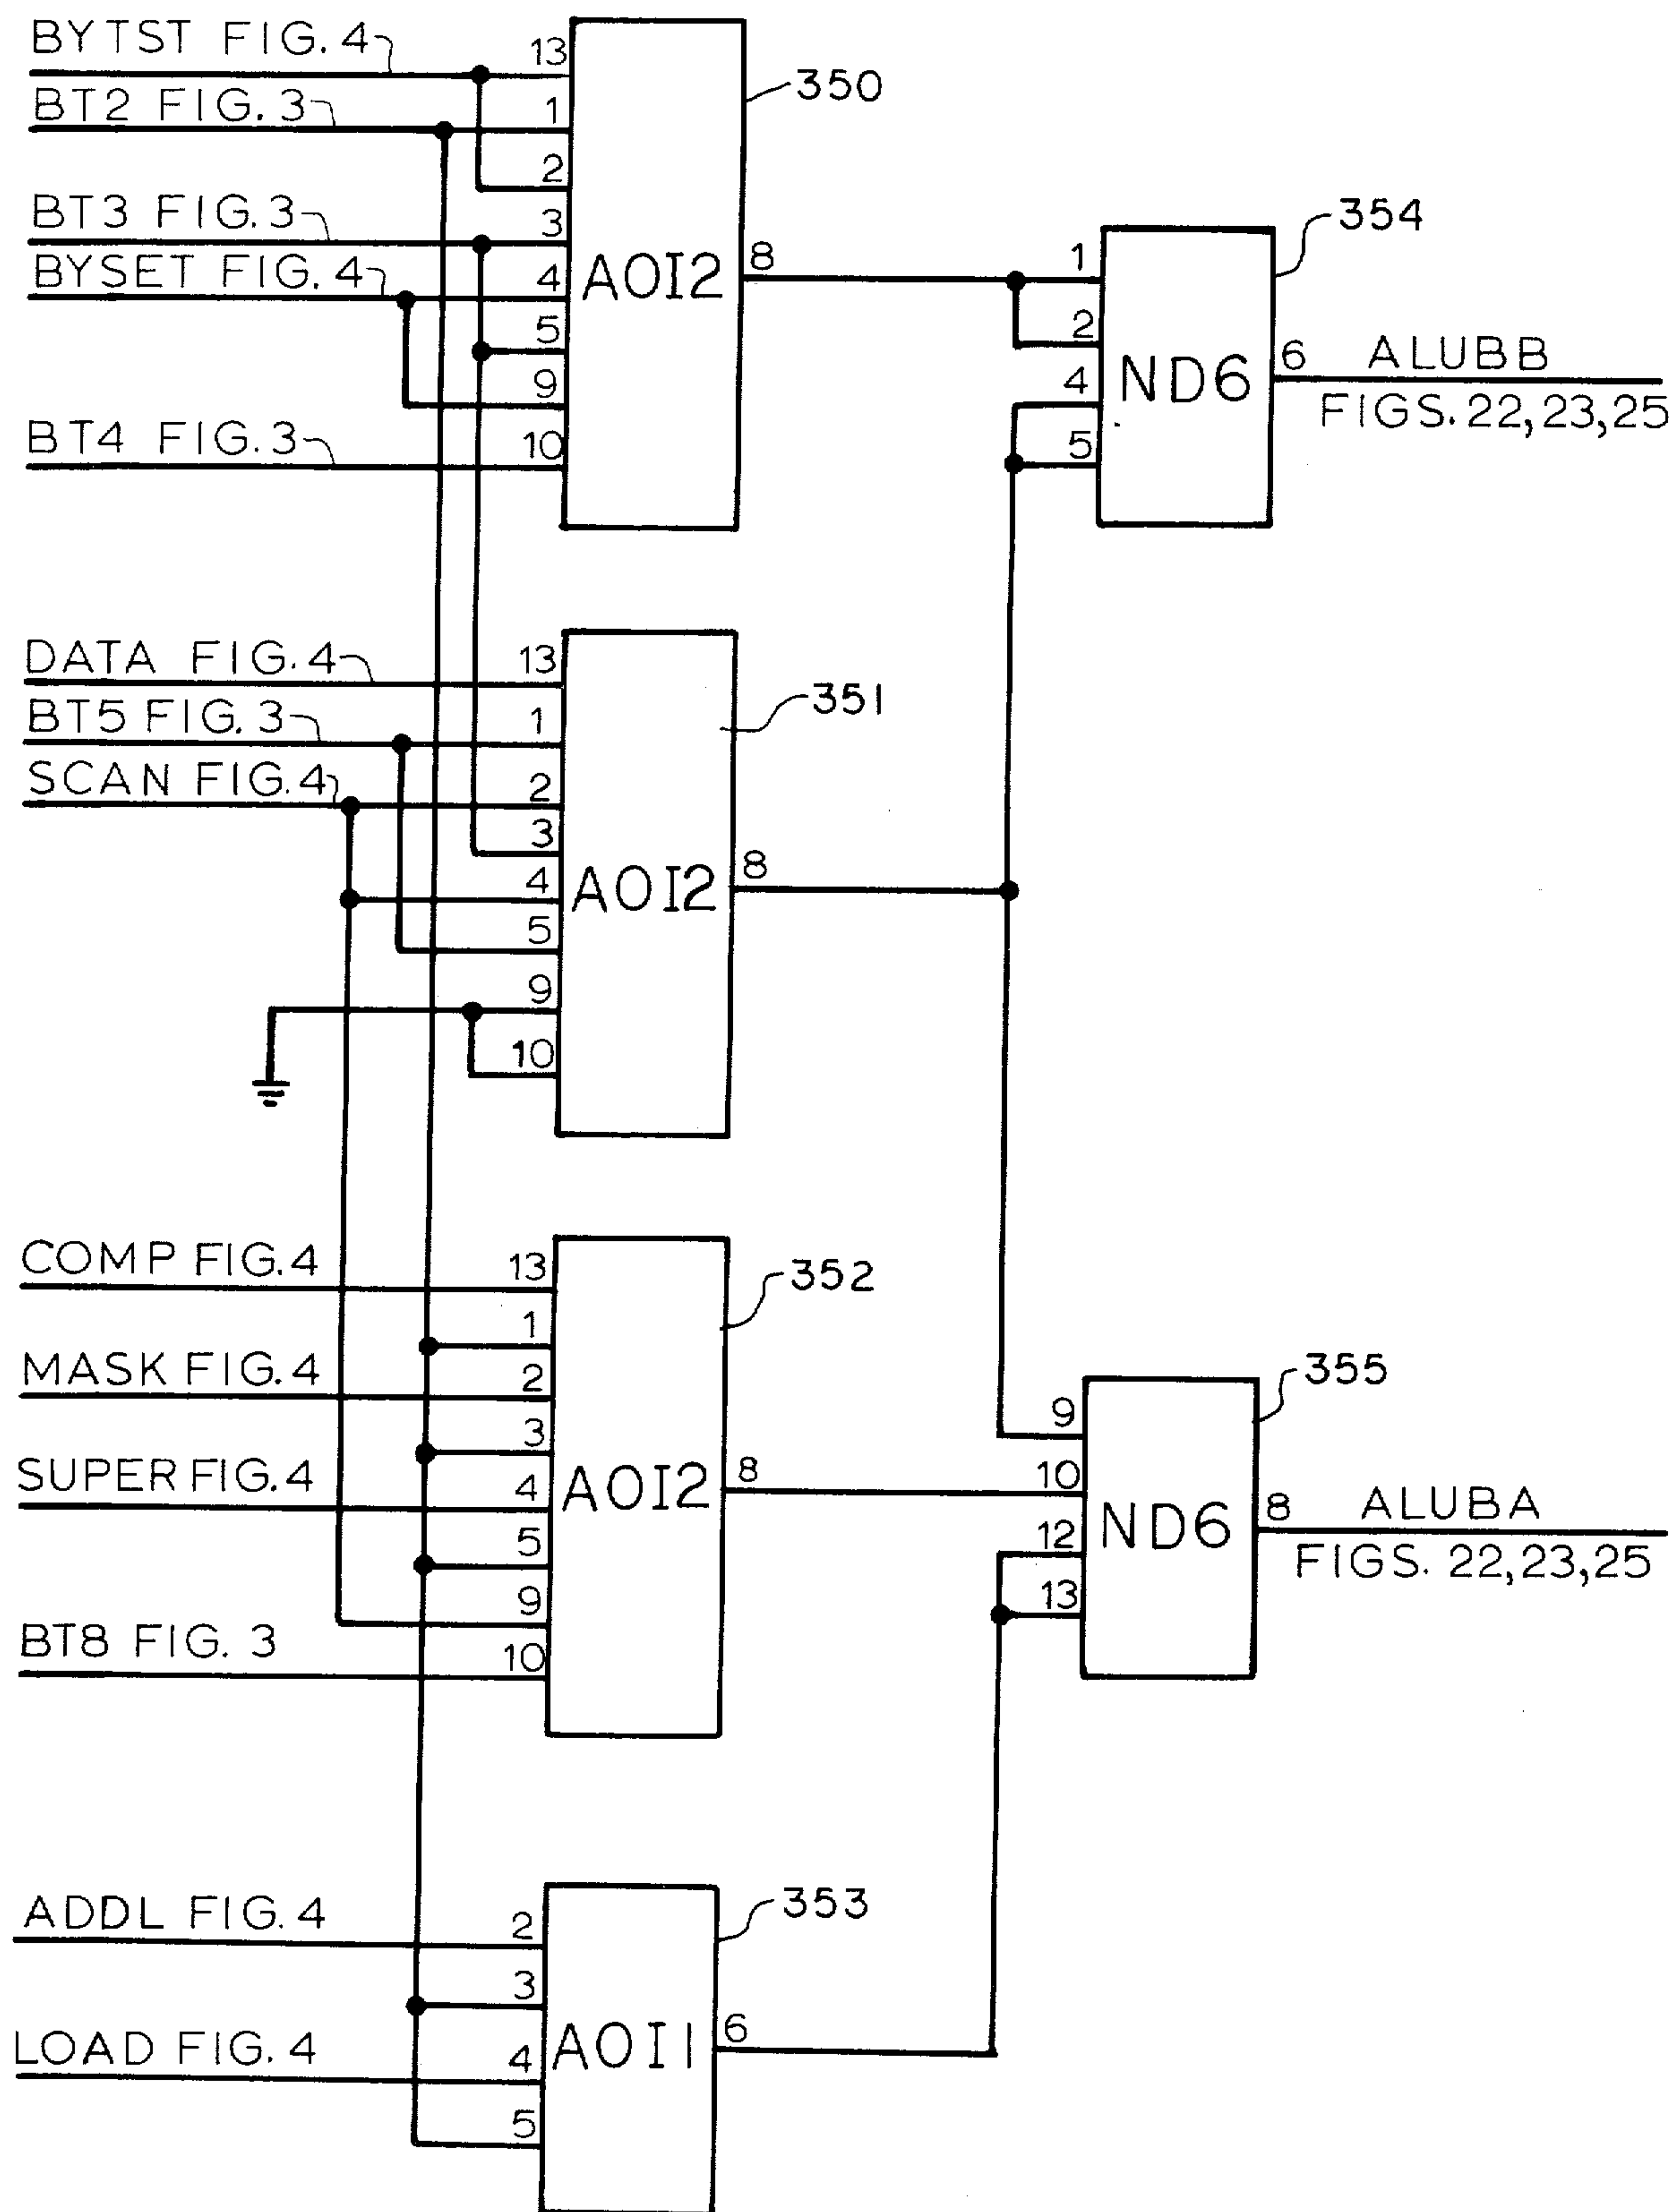 BYTST FIG. 4
13
350
BT2 FIG. 3
1
2
BT3 FIG. 3
3
354
BYSET FIG. 4
4
AOI2
8
1
5
2
6
ALUBB
9
4
ND6
FIGS. 22,23,25
BT4 FIG. 3
10
5
DATA FIG. 4
13
351
BT5 FIG. 3
1
SCAN FIG. 4
2
3
4
AOI2
8
5
9
10
COMP FIG. 4
13
352
1
MASK FIG. 4
2
355
3
9
SUPER FIG. 4
4
AOI2
8
10
8
ALUBA
5
12
ND6
FIGS. 22,23,25
9
13
BT8 FIG. 3
10
ADDL FIG. 4
2
353
3
LOAD FIG. 4
4
AOI1
6
5